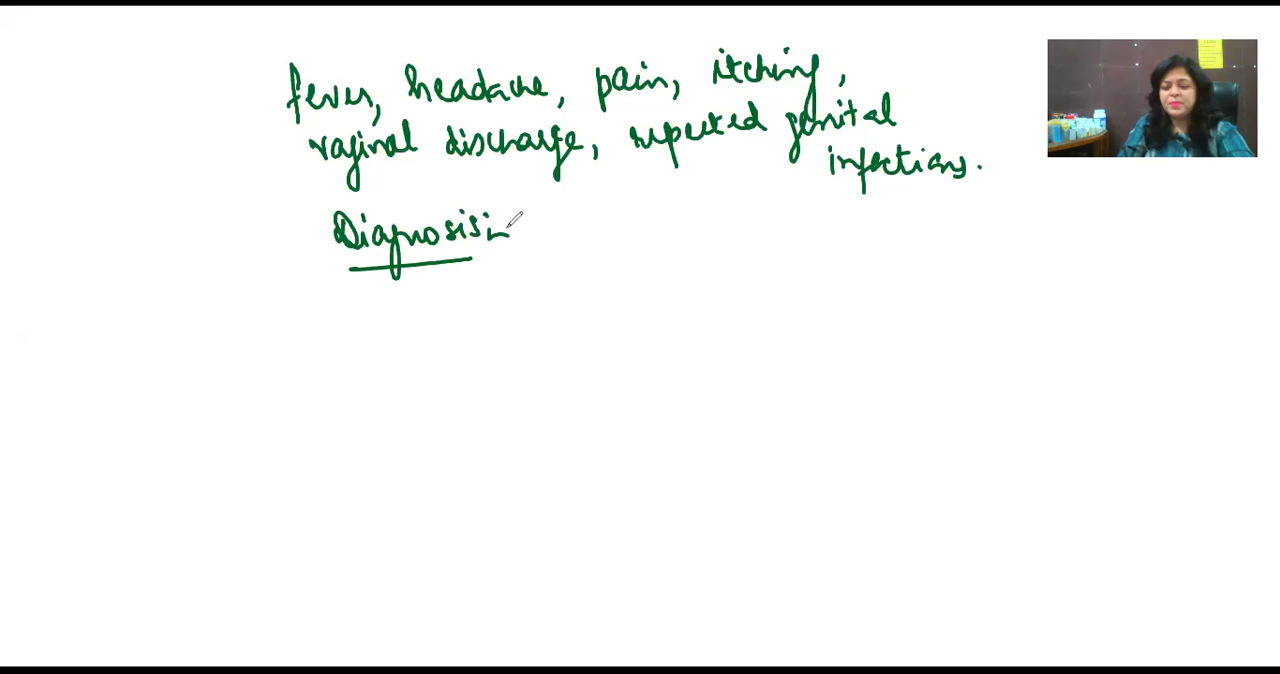 fever, headache, pain, itching,
vaginal discharge, repeated genital
infections.
Diagnosis:-